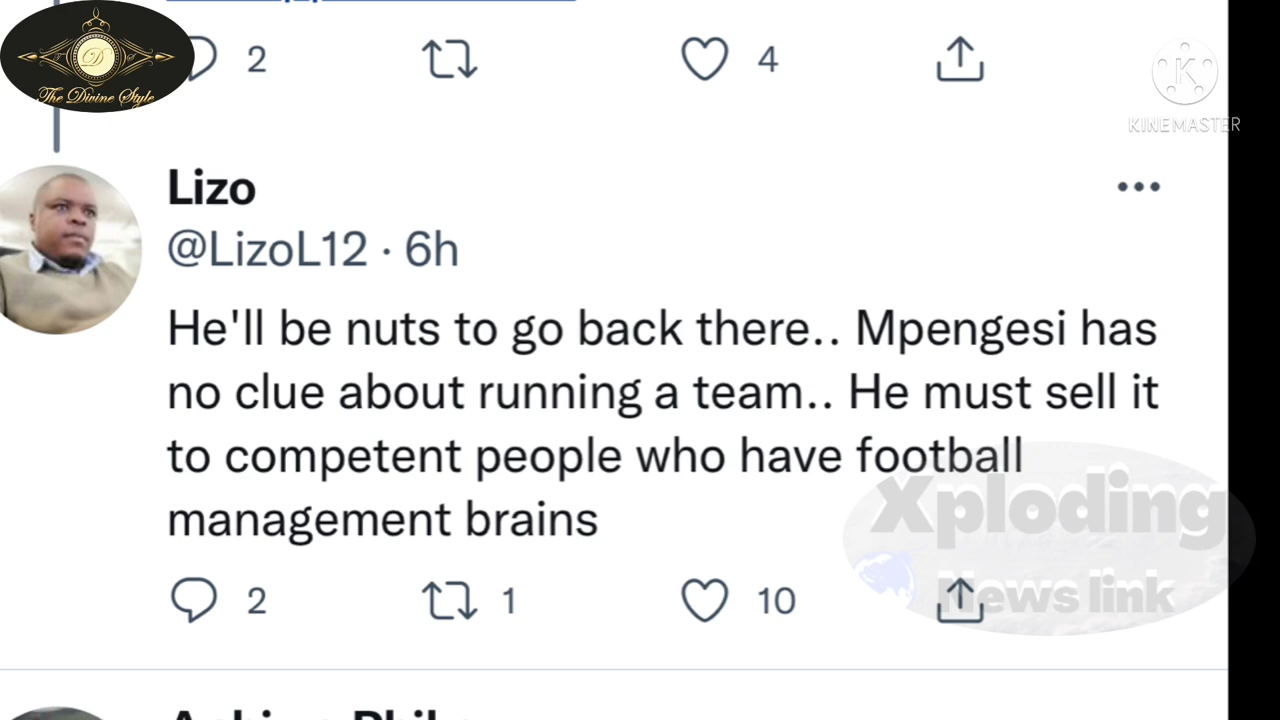 The Divine Style
2 4
KINEMASTER
Lizo
@LizoL12 · 6h
He'll be nuts to go back there.. Mpengesi has
no clue about running a team.. He must sell it
to competent people who have football
management brains
Xploding
News link
2 1 10